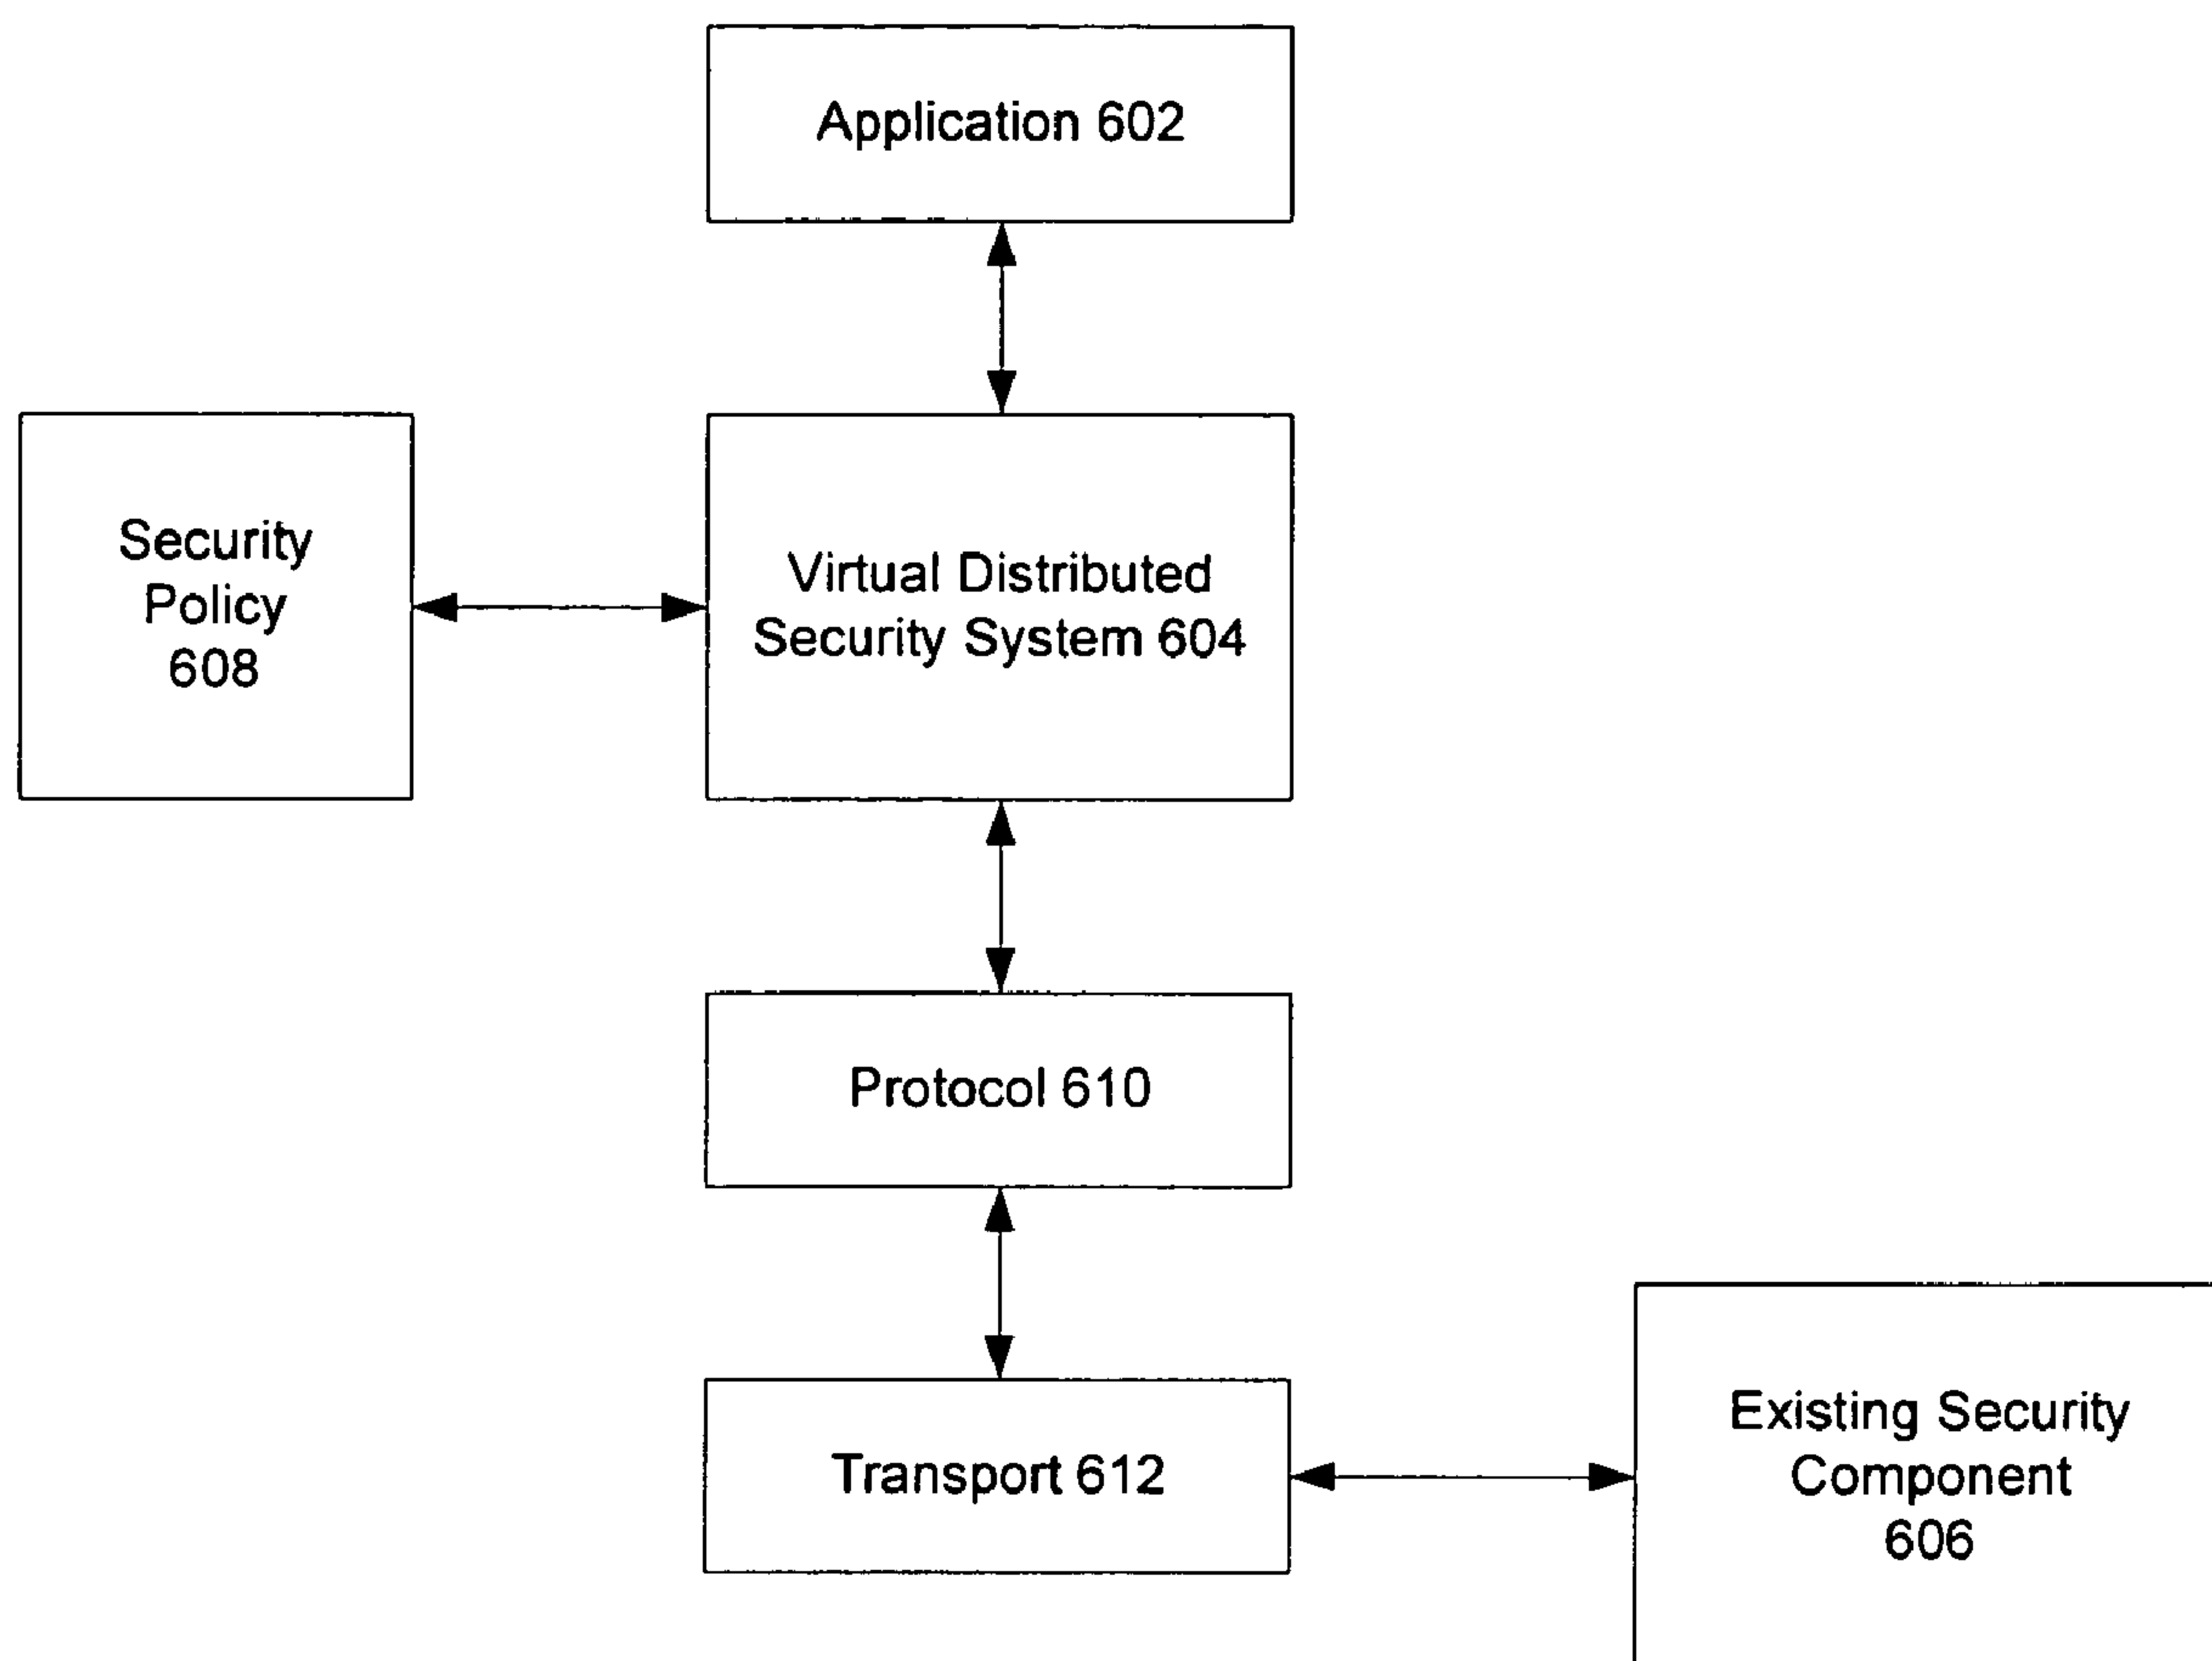 Application 602
Security
Policy
608
Virtual Distributed
Security System 604
Protocol 610
Transport 612
Existing Security
Component
606